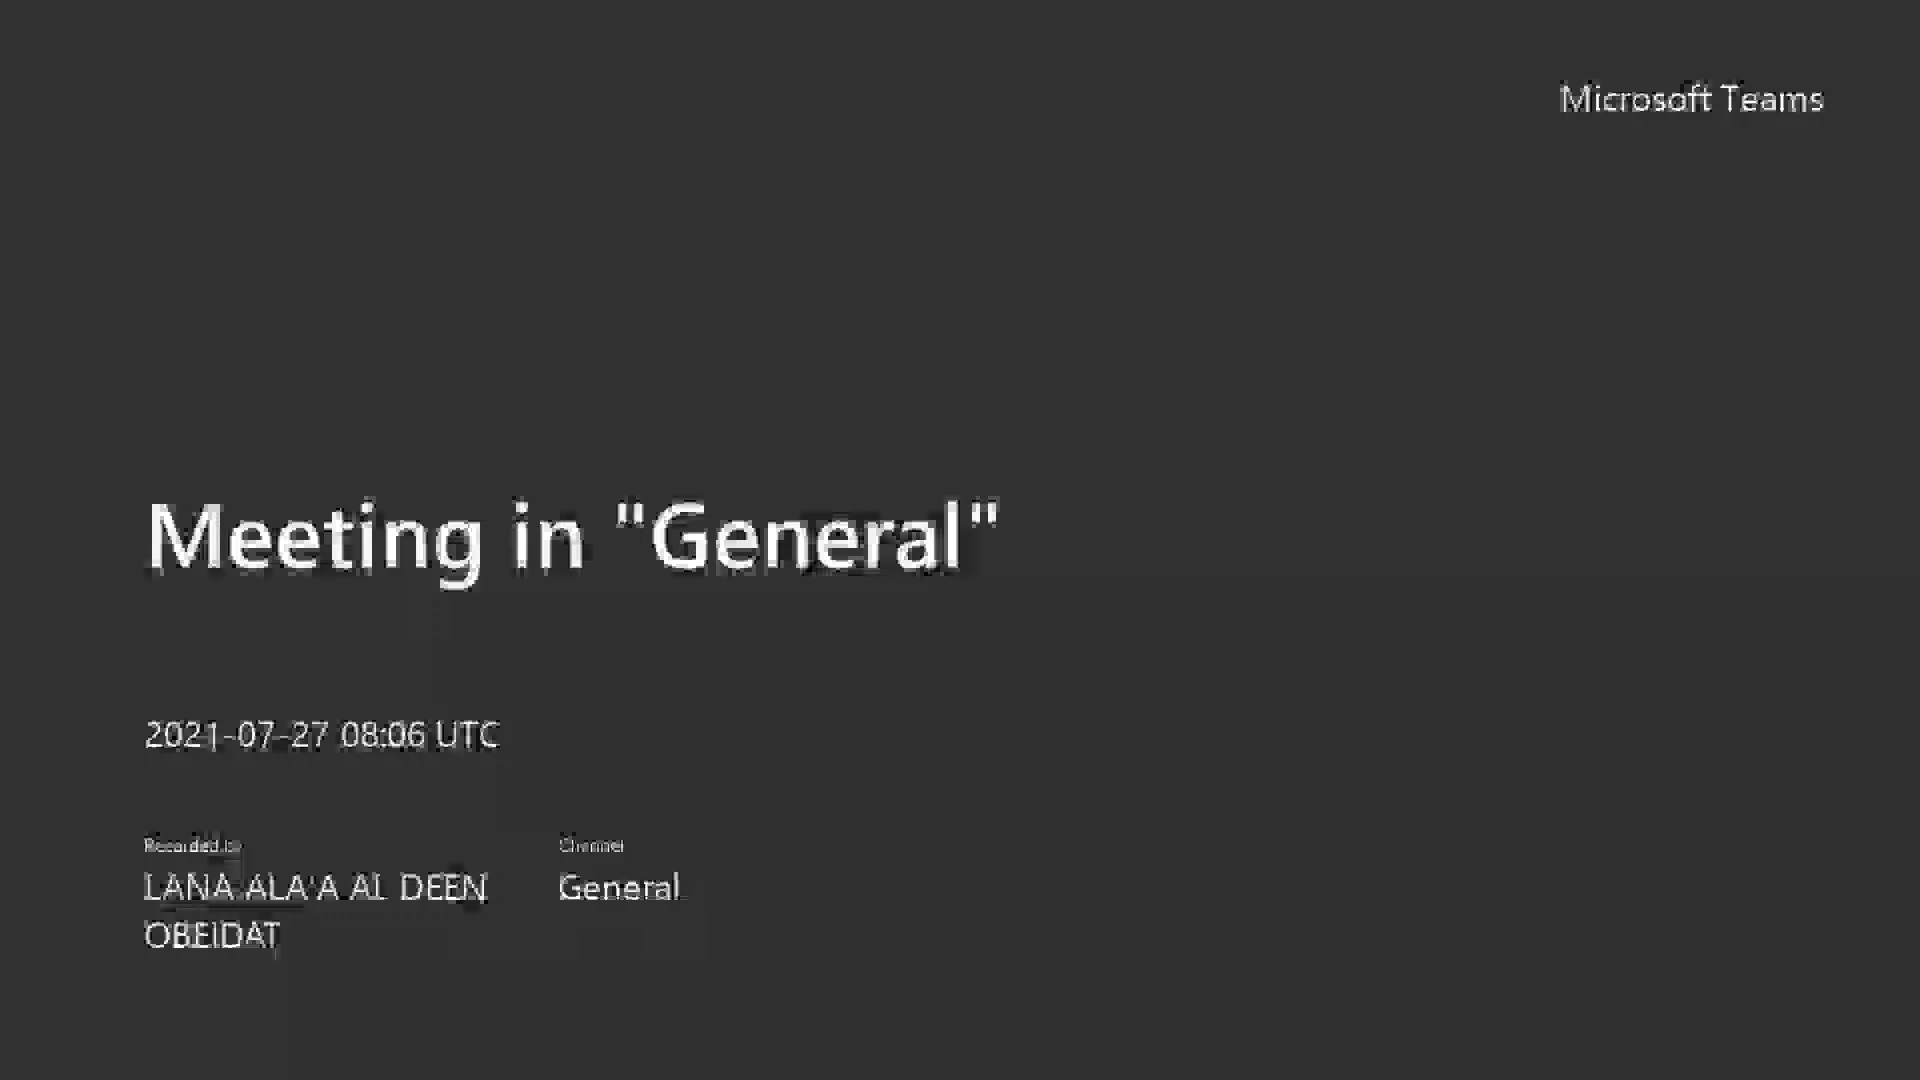 Microsoft Teams
Meeting in "General"
2021-07-27 08:06 UTC
Recorded by
Channel
LANA ALA'A AL DEEN
General
OBEIDAT